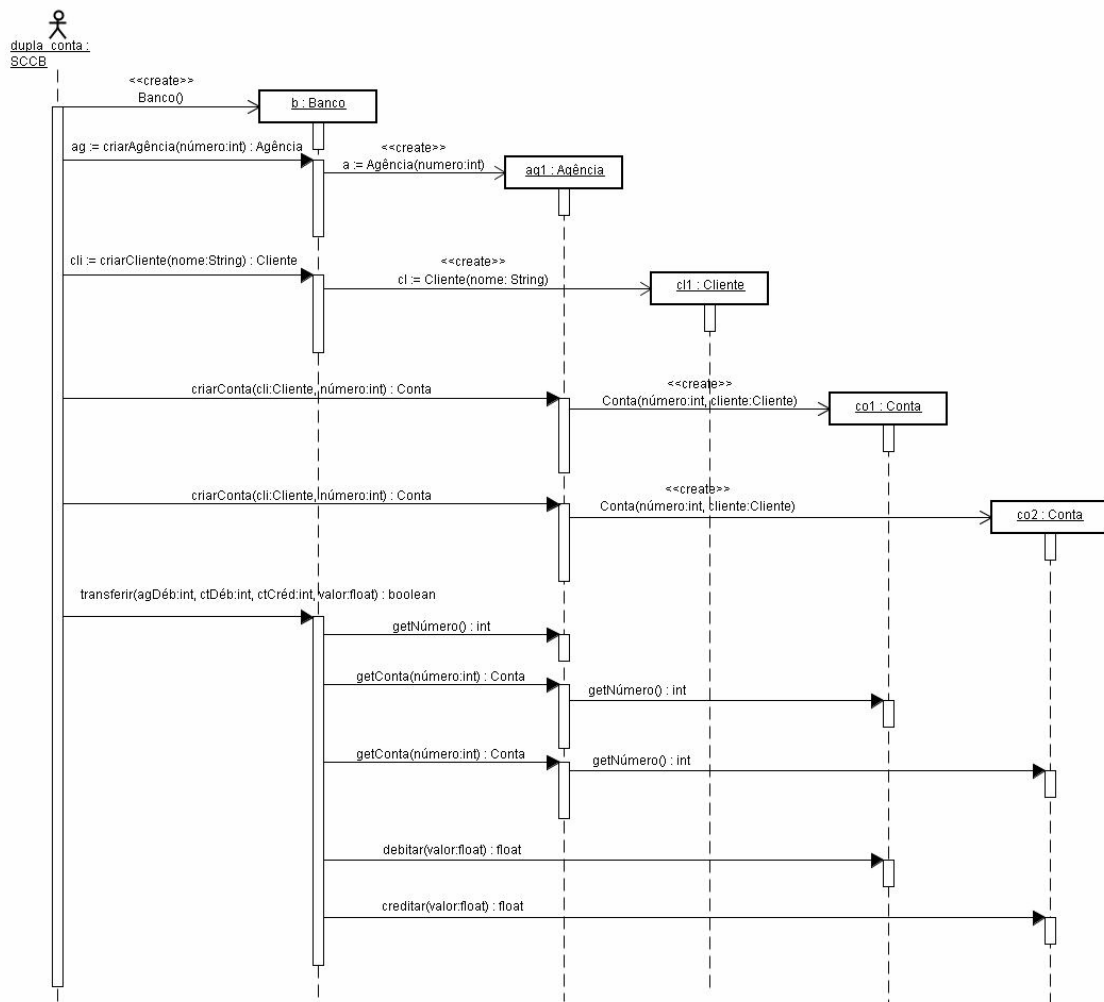 dupla_conta :
SCCB
<<create>>
Banco()
b : Banco
ag := criarAgência(número:int) : Agência
<<create>>
a := Agência(numero:int)
ag1 : Agência
cli := criarCliente(nome:String) : Cliente
<<create>>
cl := Cliente(nome: String)
cl1 : Cliente
criarConta(cli:Cliente, número:int) : Conta
<<create>>
Conta(número:int, cliente:Cliente)
co1 : Conta
criarConta(cli:Cliente, número:int) : Conta
<<create>>
Conta(número:int, cliente:Cliente)
co2 : Conta
transferir(agDéb:int, ctDéb:int, ctCréd:int, valor:float) : boolean
getNúmero() : int
getConta(número:int) : Conta
getNúmero() : int
getConta(número:int) : Conta
getNúmero() : int
debitar(valor:float) : float
creditar(valor:float) : float